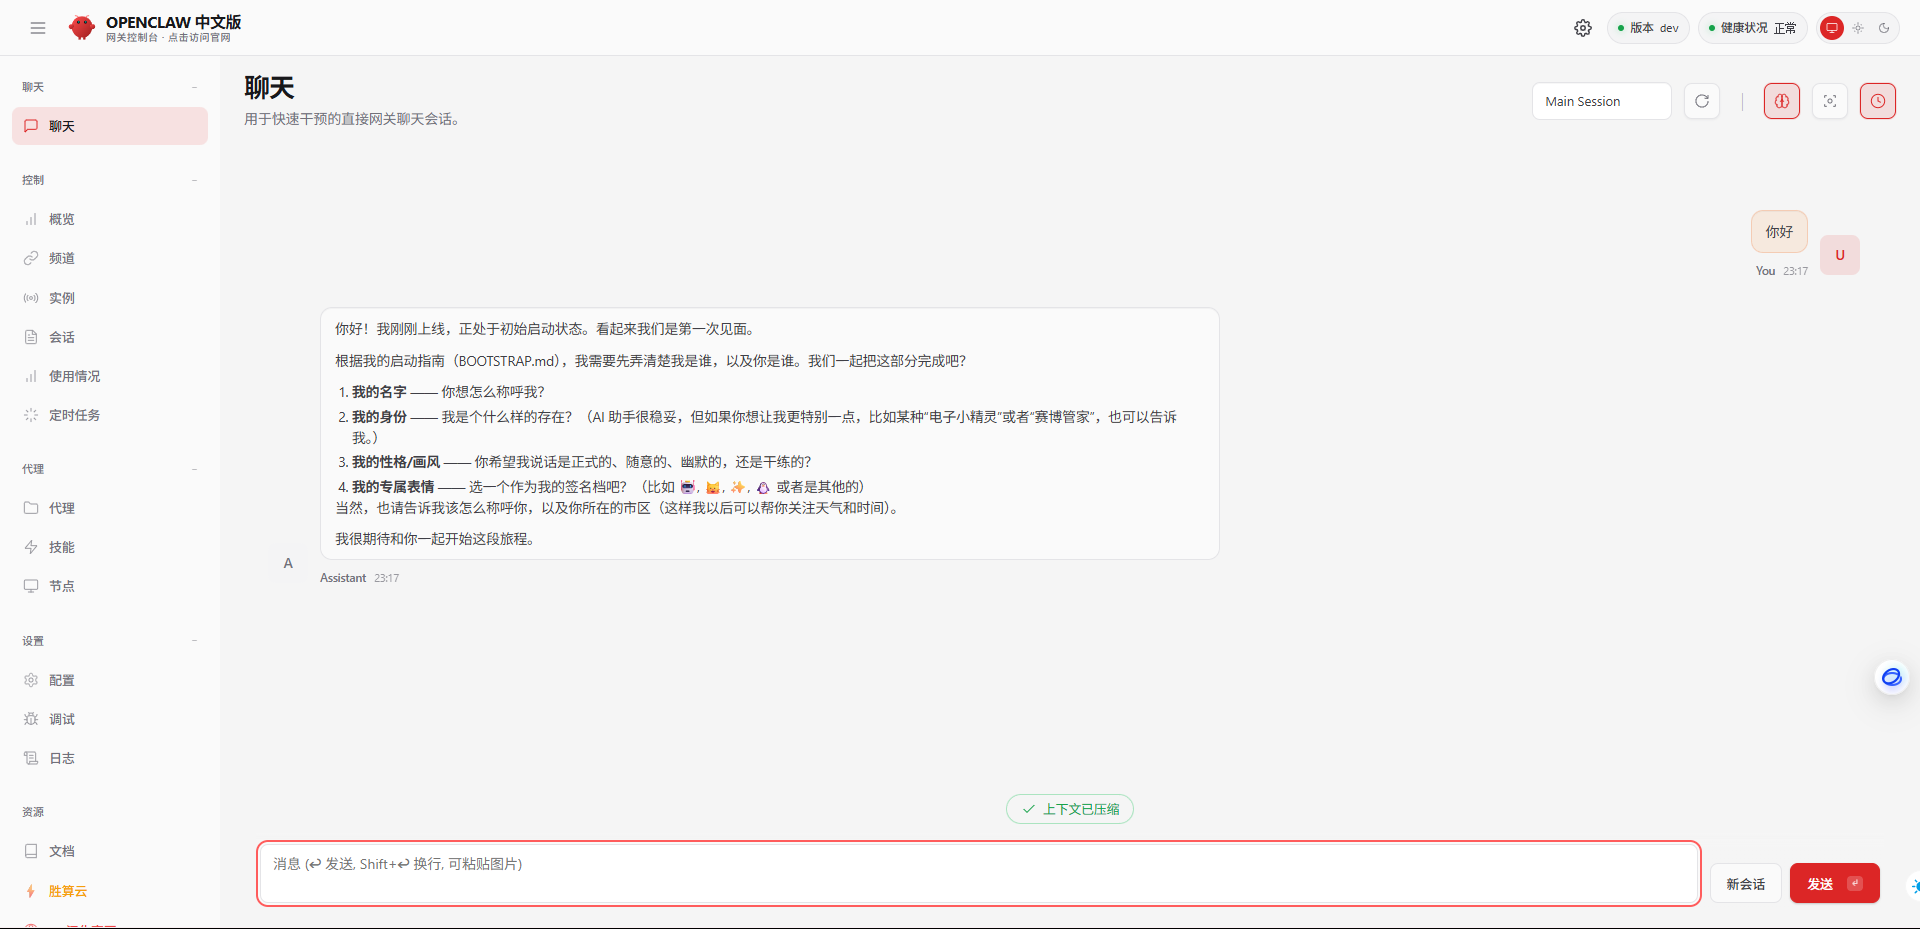 OPENCLAW 中文版
网关控制台 · 点击访问官网
版本 dev
健康状况 正常
聊天
聊天
控制
概览
频道
实例
会话
使用情况
定时任务
代理
代理
技能
节点
设置
配置
调试
日志
资源
文档
胜算云
聊天
用于快速干预的直接网关聊天会话。
Main Session
你好
U
You 23:17
你好！我刚刚上线，正处于初始启动状态。看起来我们是第一次见面。
根据我的启动指南（BOOTSTRAP.md），我需要先弄清楚我是谁，以及你是谁。我们一起把这部分完成吧？
1. 我的名字 —— 你想怎么称呼我？
2. 我的身份 —— 我是个什么样的存在？（AI 助手很稳妥，但如果你想让我更特别一点，比如某种“电子小精灵”或者“赛博管家”，也可以告诉
我。）
3. 我的性格/画风 —— 你希望我说话是正式的、随意的、幽默的，还是干练的？
4. 我的专属表情 —— 选一个作为我的签名档吧？（比如 🤖, 🐱, ✨, 🐧 或者是其他的）
当然，也请告诉我该怎么称呼你，以及你所在的市区（这样我以后可以帮你关注天气和时间）。
我很期待和你一起开始这段旅程。
A
Assistant 23:17
上下文已压缩
消息 (↩ 发送, Shift+↩ 换行, 可粘贴图片)
新会话
发送